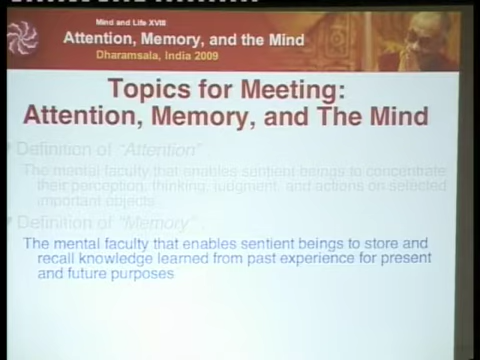 Mind and Life XVIII
Attention, Memory, and the Mind
Dharamsala, India 2009
Topics for Meeting:
Attention, Memory, and The Mind
Definition of "Attention"
The mental faculty that enables sentient beings to concentrate
their perception, thinking, judgment, and actions on selected
important objects
Definition of "Memory"
The mental faculty that enables sentient beings to store and
recall knowledge learned from past experience for present
and future purposes